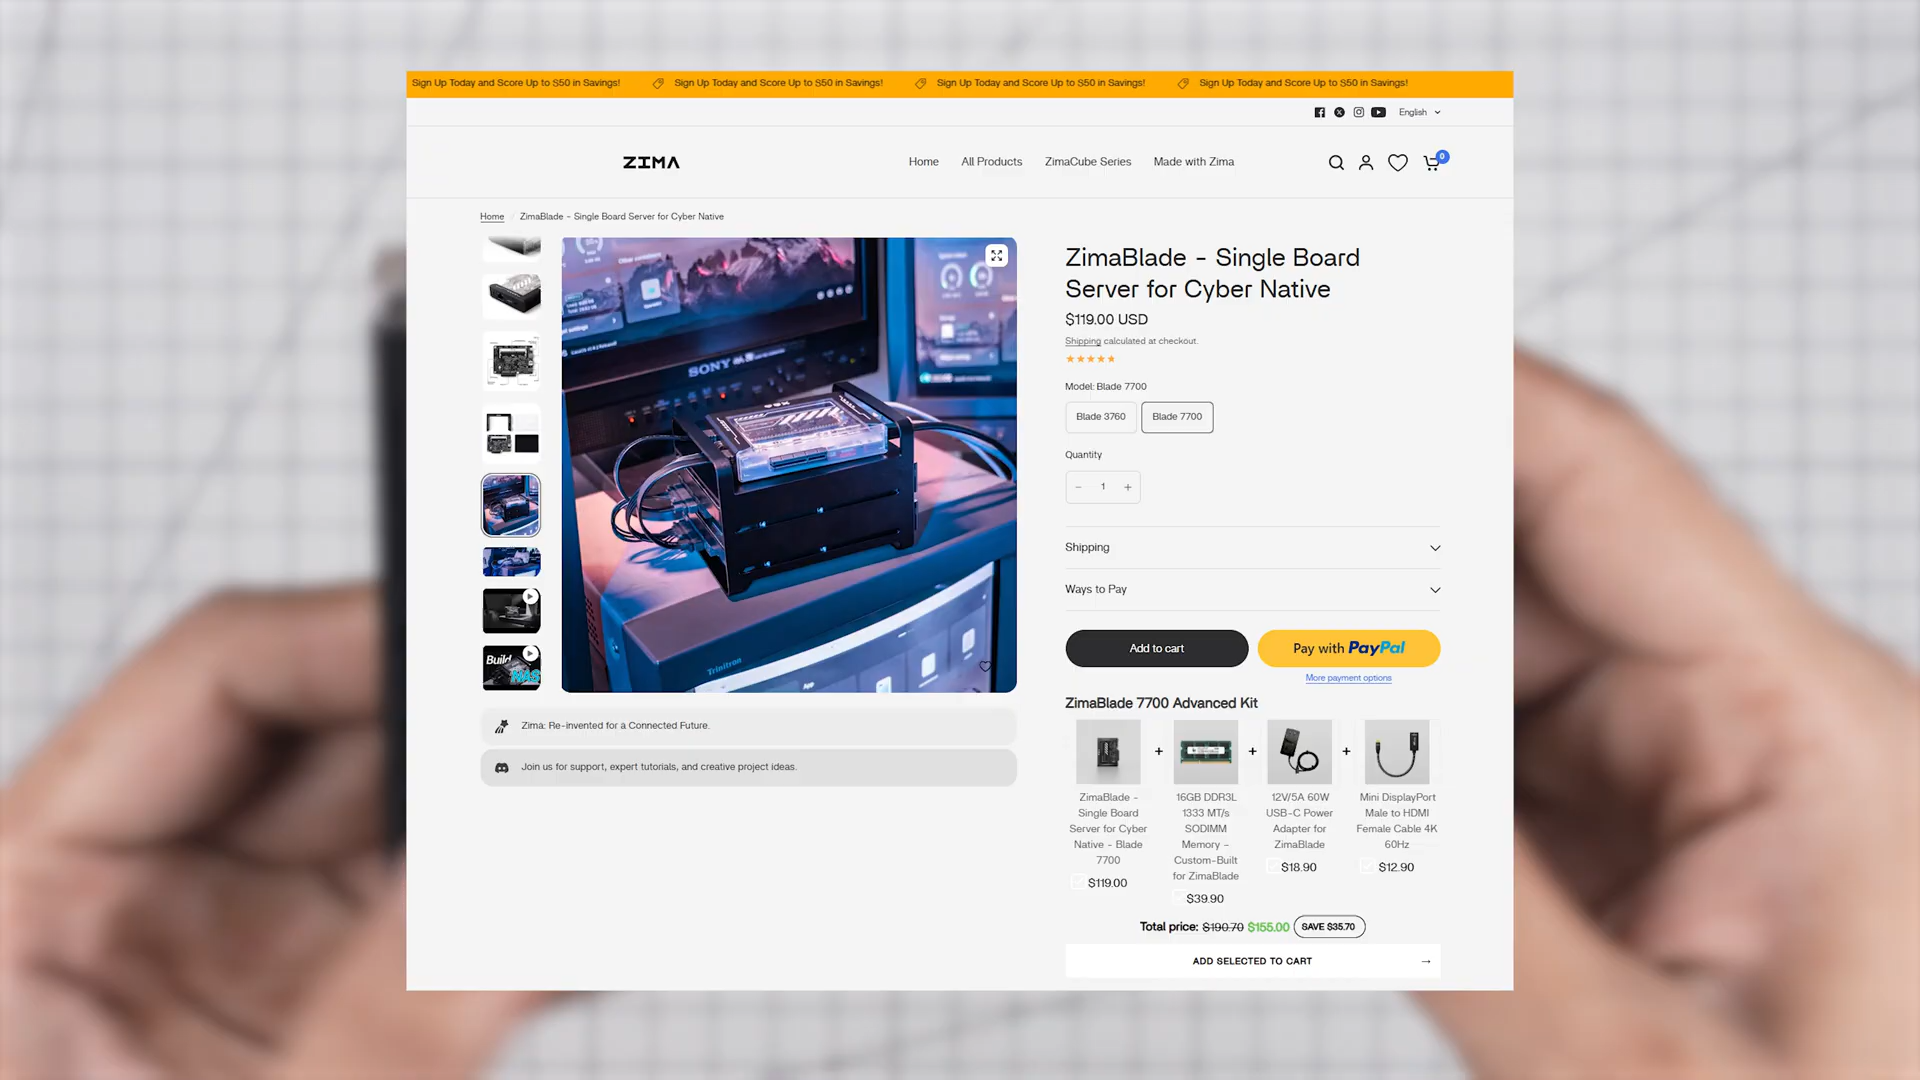 Sign Up Today and Score Up to $50 in Savings! Sign Up Today and Score Up to $50 in Savings! Sign Up Today and Score Up to $50 in Savings! Sign Up Today and Score Up to $50 in Savings!
English
ZIMA
Home All Products ZimaCube Series Made with Zima
0
Home / ZimaBlade - Single Board Server for Cyber Native
SONY
Trinitron
App
Build
NAS
Zima: Re-invented for a Connected Future.
Join us for support, expert tutorials, and creative project ideas.
ZimaBlade - Single Board
Server for Cyber Native
$119.00 USD
Shipping calculated at checkout.
Model: Blade 7700
Blade 3760 Blade 7700
Quantity
− 1 +
Shipping
Ways to Pay
Add to cart
Pay with PayPal
More payment options
ZimaBlade 7700 Advanced Kit
+ + +
ZimaBlade -
Single Board
Server for Cyber
Native - Blade
7700
$119.00
16GB DDR3L
1333 MT/s
SODIMM
Memory -
Custom-Built
for ZimaBlade
$39.90
12V/5A 60W
USB-C Power
Adapter for
ZimaBlade
$18.90
Mini DisplayPort
Male to HDMI
Female Cable 4K
60Hz
$12.90
Total price: $190.70 $155.00 SAVE $35.70
ADD SELECTED TO CART →